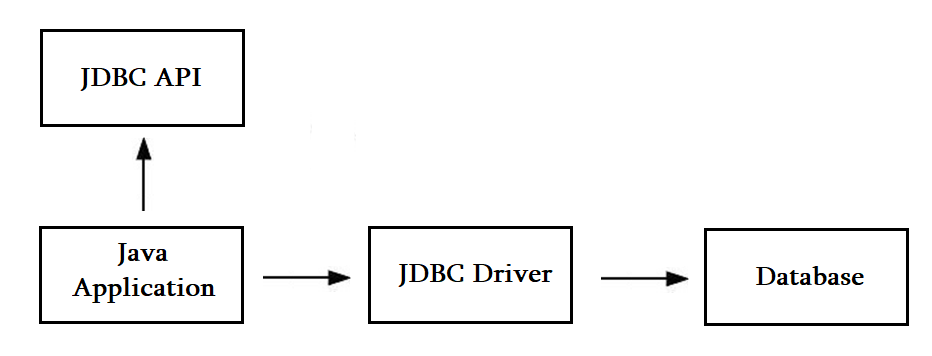 JDBC API
Java
Application
JDBC Driver
Database